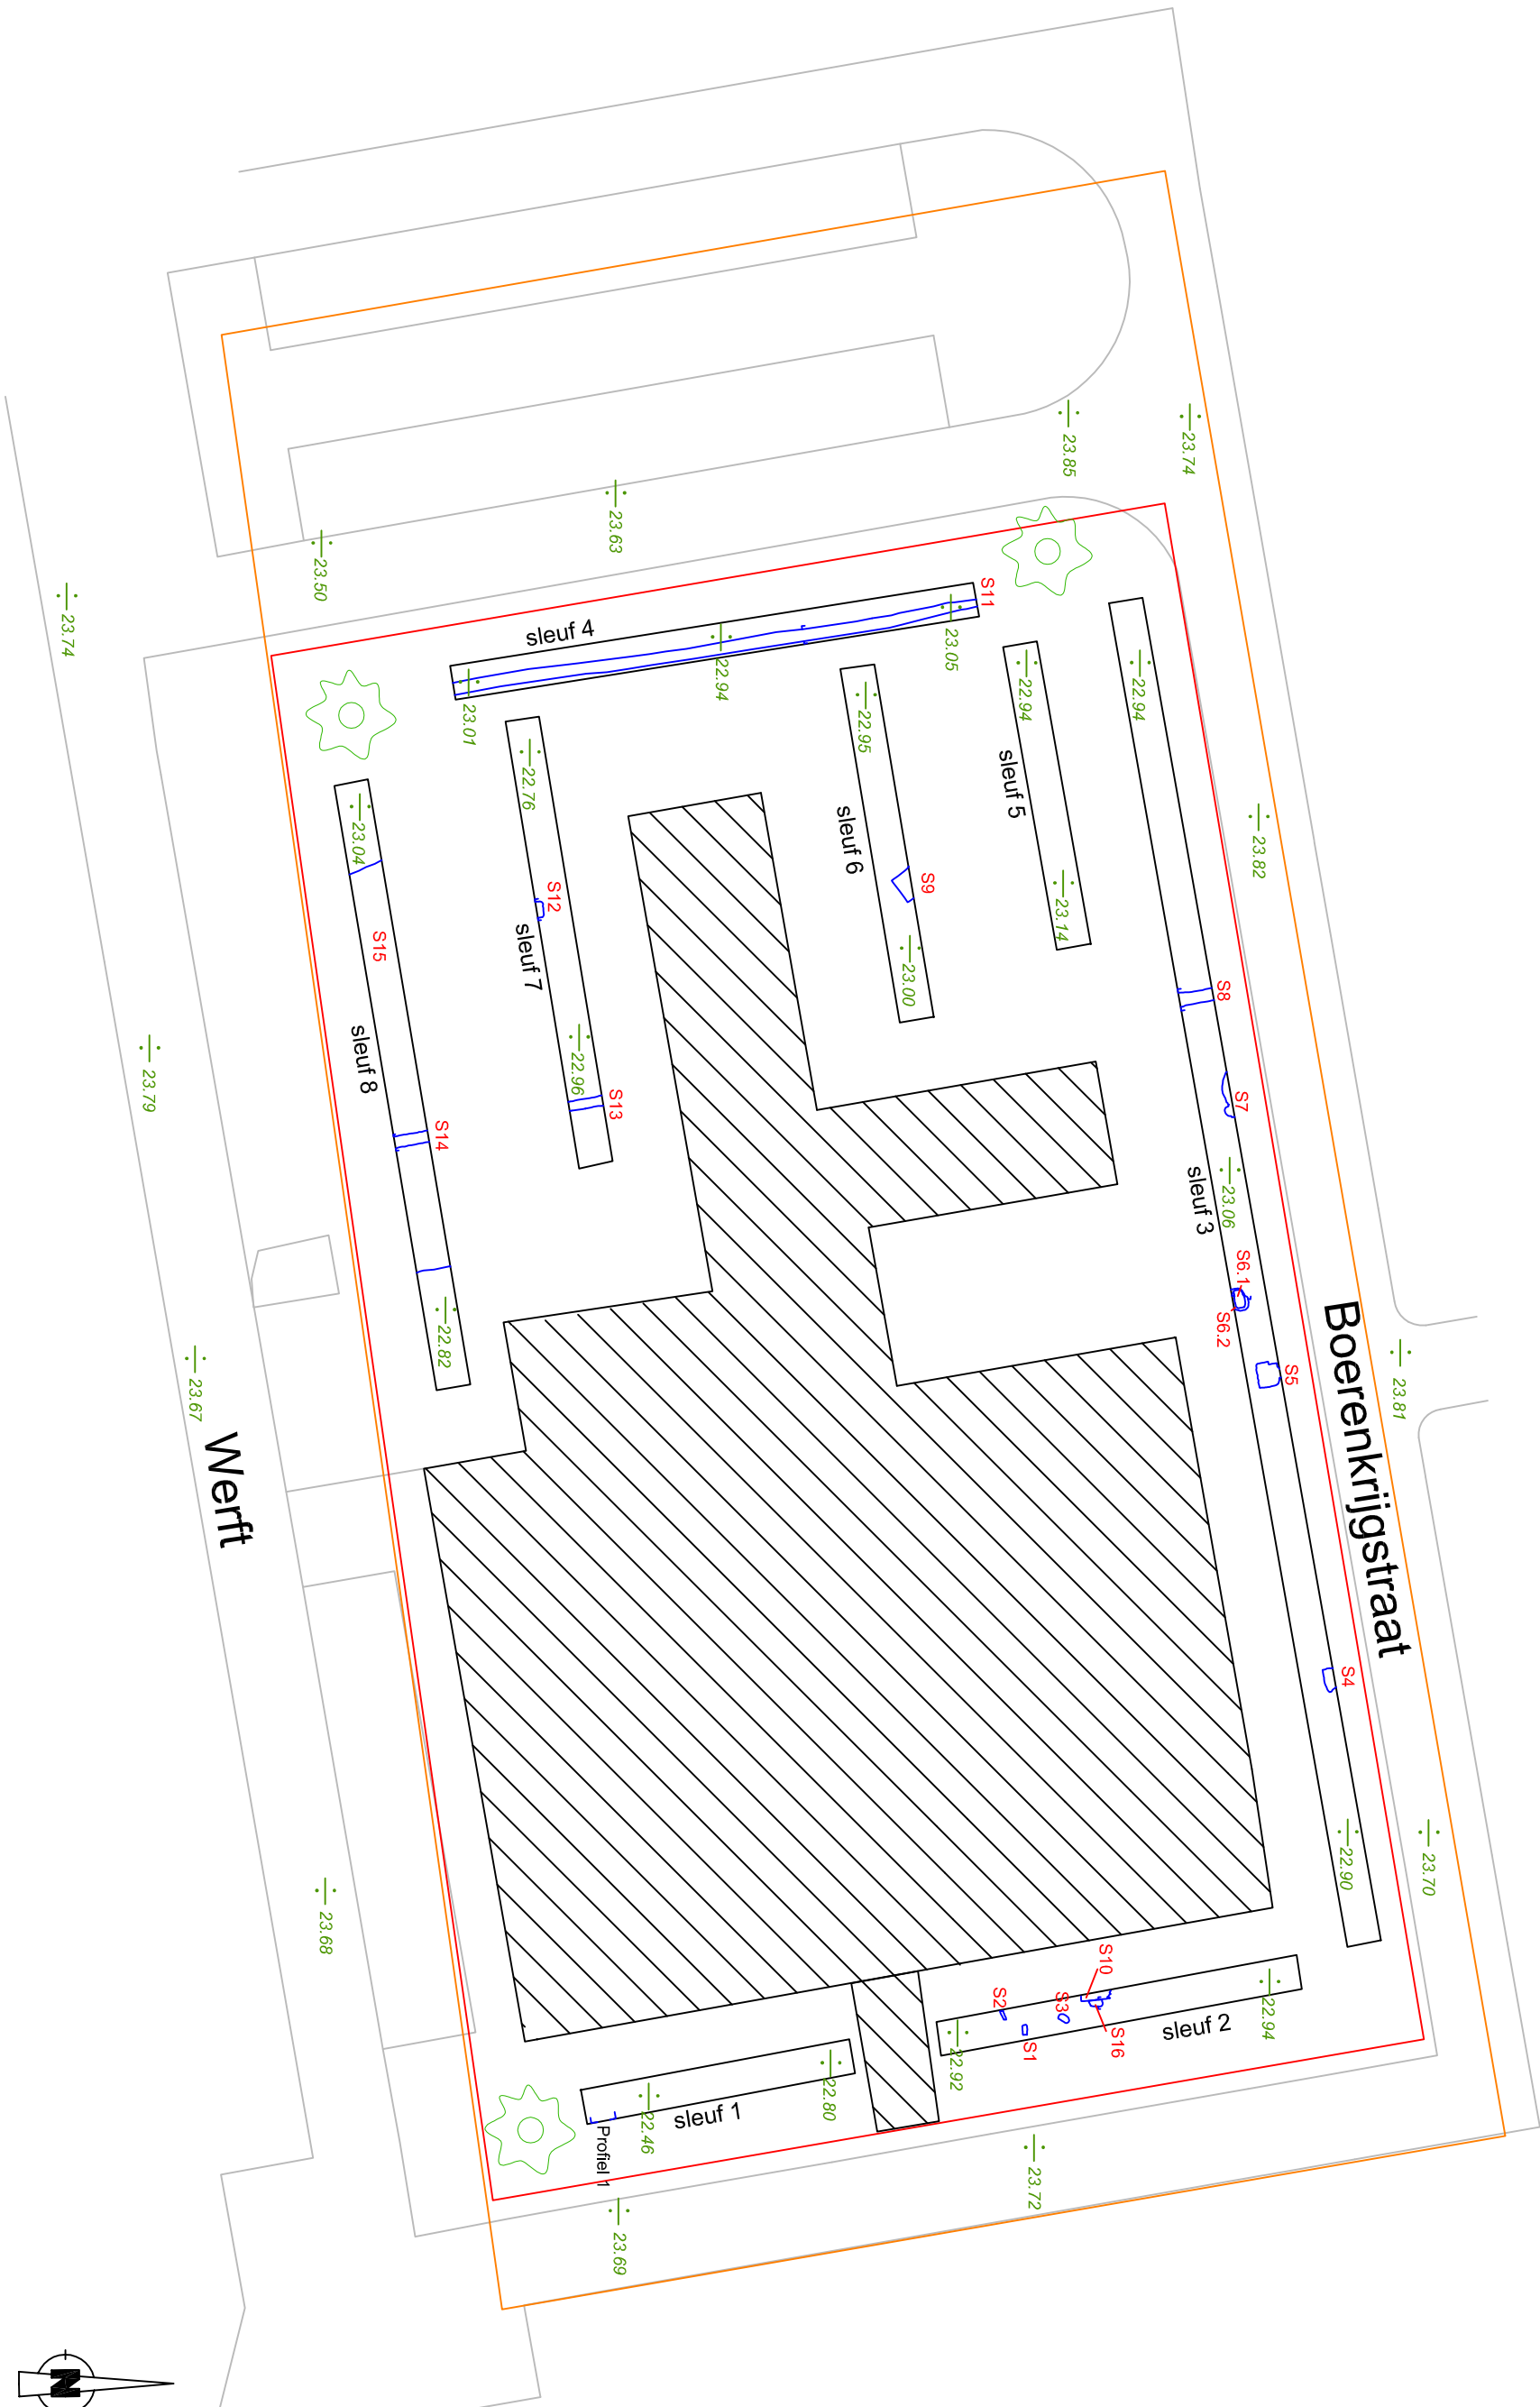 23.85
23.74
23.63
23.50
23.74
S11
sleuf 4
23.05
22.94
23.01
22.94
22.94
22.95
22.76
sleuf 5
sleuf 6
23.04
23.82
S9
S12
23.14
sleuf 7
S15
23.00
S8
sleuf 8
22.96
23.79
S7
S13
S14
23.06
sleuf 3
S6.1
S6.2
22.82
S5
23.81
23.67
Boerenkrijgstraat
Werft
S4
22.90
23.70
23.68
S10
S2
S3
S1
S16
sleuf 2
22.94
22.92
22.80
sleuf 1
22.46
Profiel 1
23.72
23.69
N